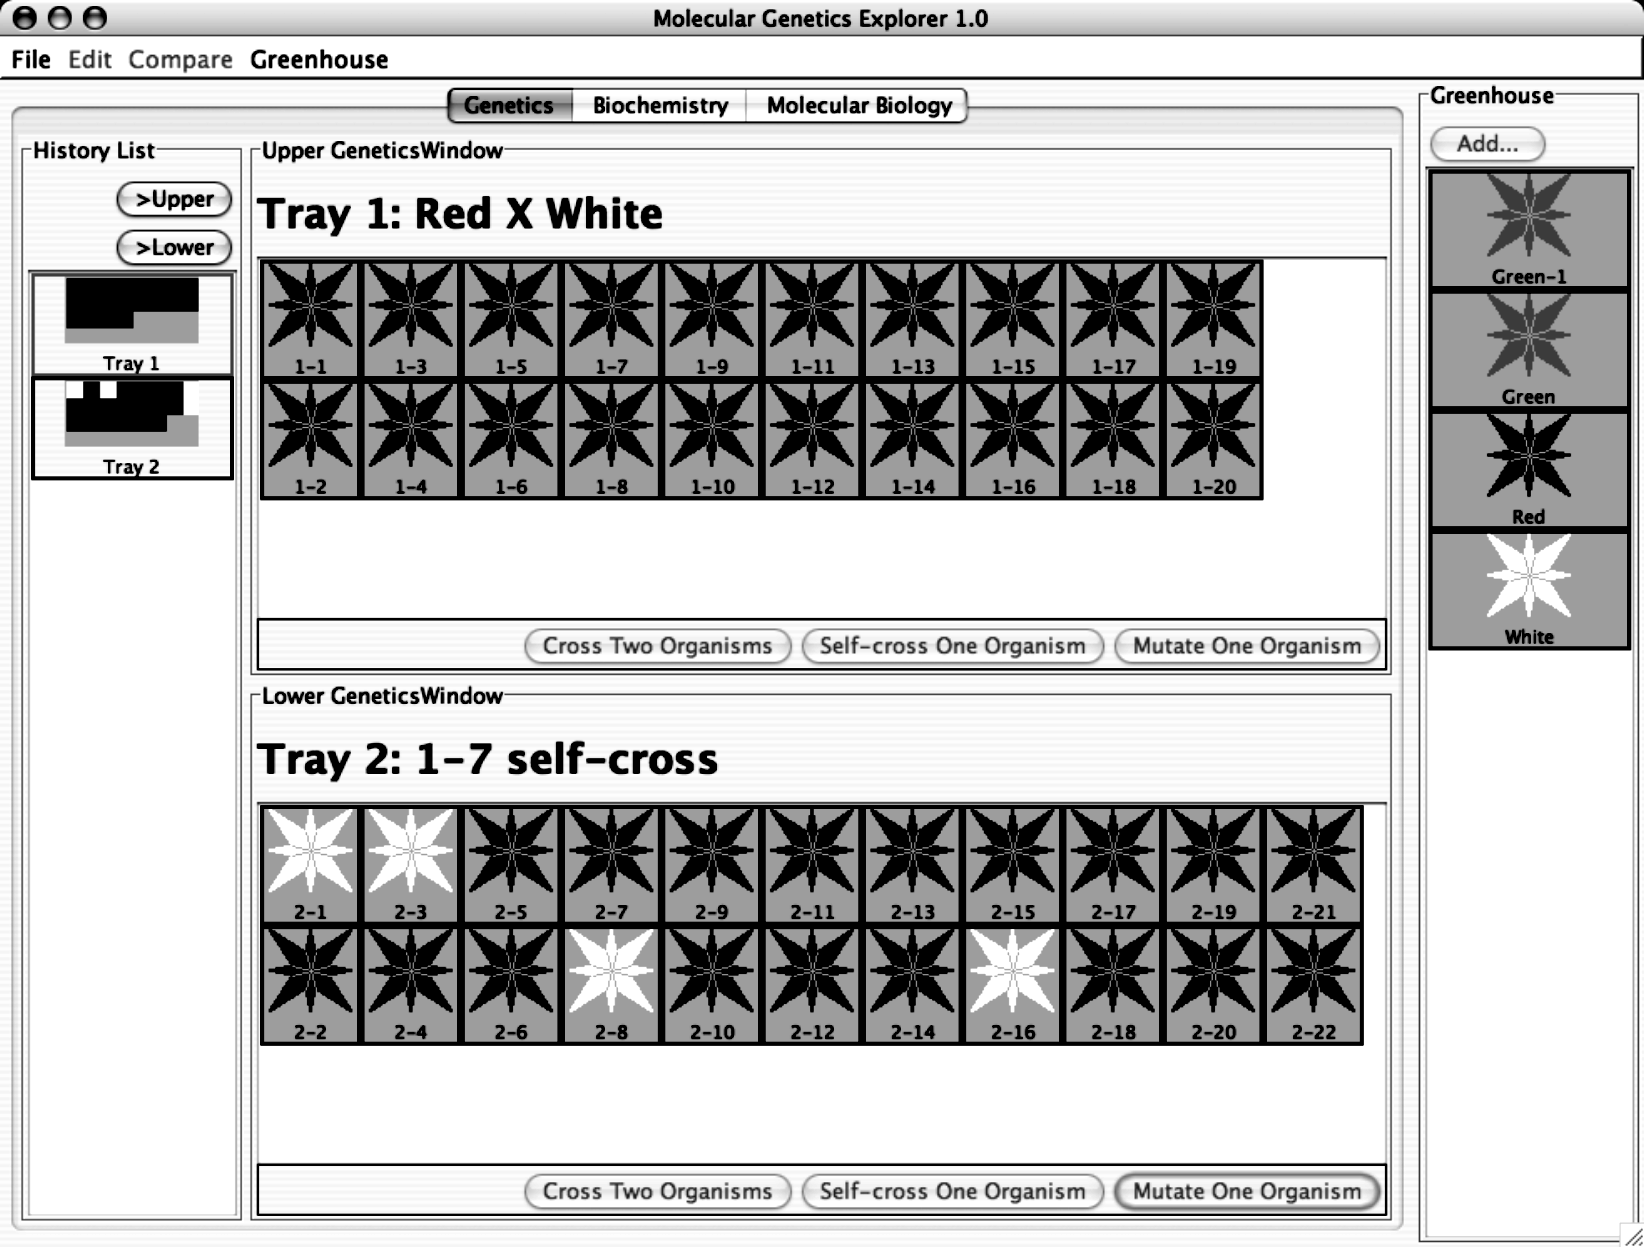 Molecular Genetics Explorer 1.0
File Edit Compare Greenhouse
Genetics Biochemistry Molecular Biology
History List
>Upper
>Lower
Tray 1
Tray 2
Upper GeneticsWindow
Tray 1: Red X White
1-1 1-3 1-5 1-7 1-9 1-11 1-13 1-15 1-17 1-19
1-2 1-4 1-6 1-8 1-10 1-12 1-14 1-16 1-18 1-20
Cross Two Organisms Self-cross One Organism Mutate One Organism
Lower GeneticsWindow
Tray 2: 1-7 self-cross
2-1 2-3 2-5 2-7 2-9 2-11 2-13 2-15 2-17 2-19 2-21
2-2 2-4 2-6 2-8 2-10 2-12 2-14 2-16 2-18 2-20 2-22
Cross Two Organisms Self-cross One Organism Mutate One Organism
Greenhouse
Add...
Green-1
Green
Red
White